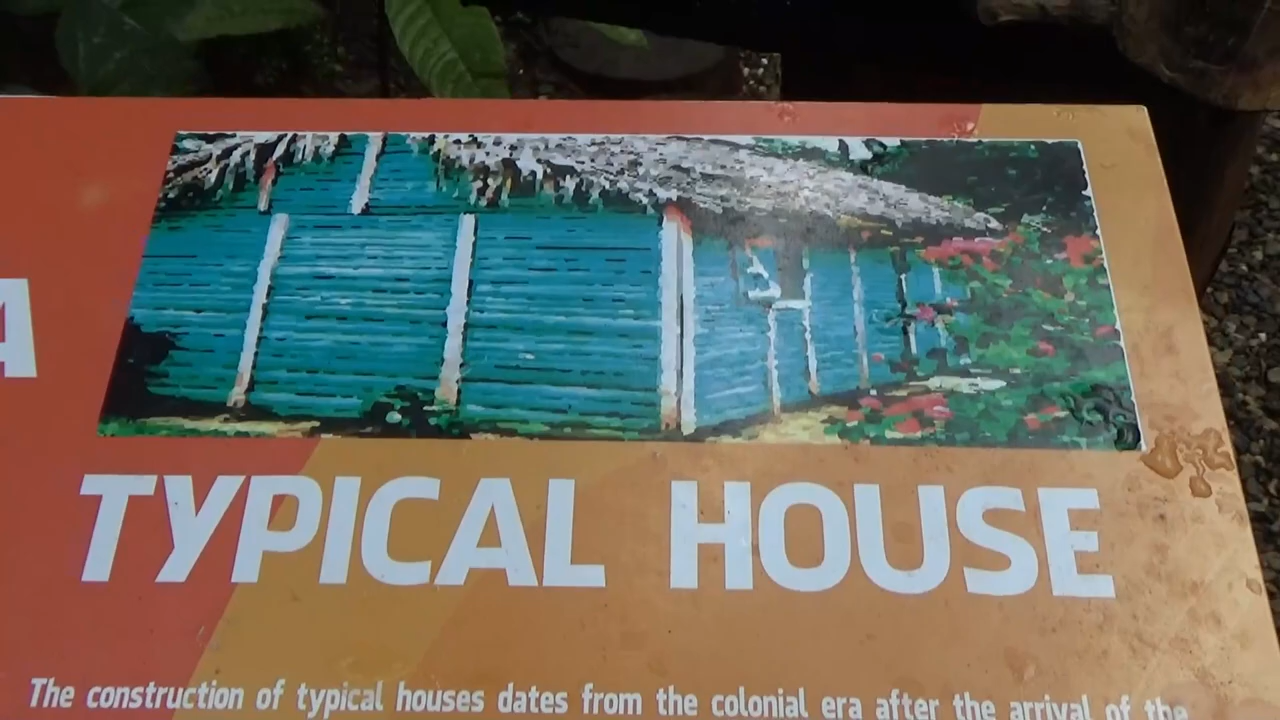 A
TYPICAL HOUSE
The construction of typical houses dates from the colonial era after the arrival of the